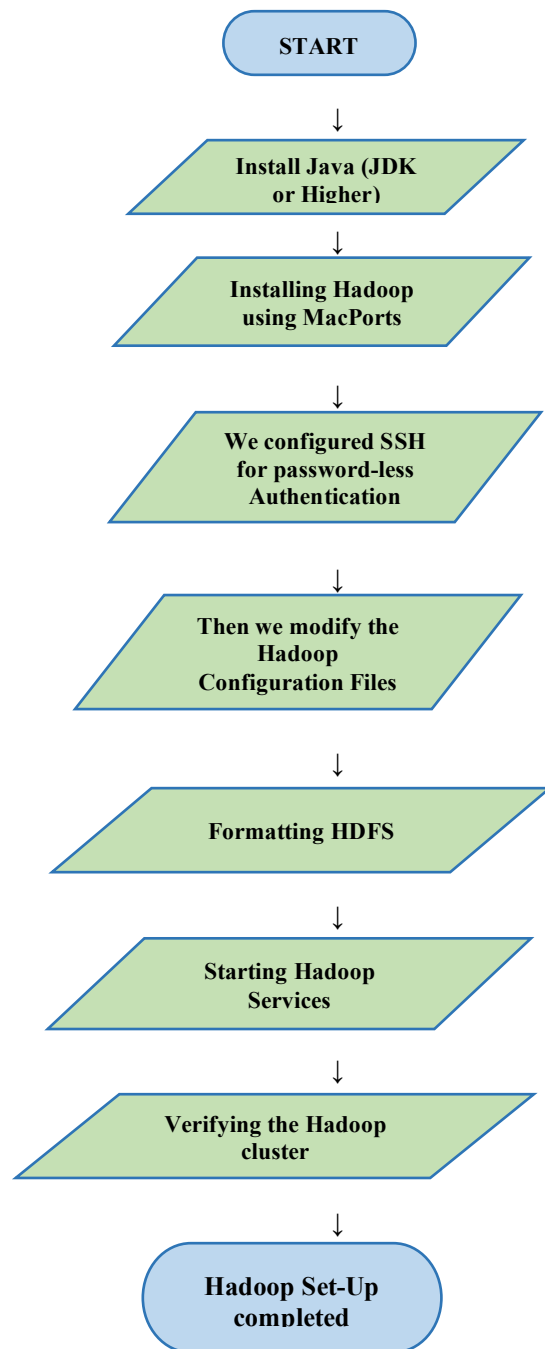 START
↓
Install Java (JDK
or Higher)
↓
Installing Hadoop
using MacPorts
↓
We configured SSH
for password-less
Authentication
↓
Then we modify the
Hadoop
Configuration Files
↓
Formatting HDFS
↓
Starting Hadoop
Services
↓
Verifying the Hadoop
cluster
↓
Hadoop Set-Up
completed